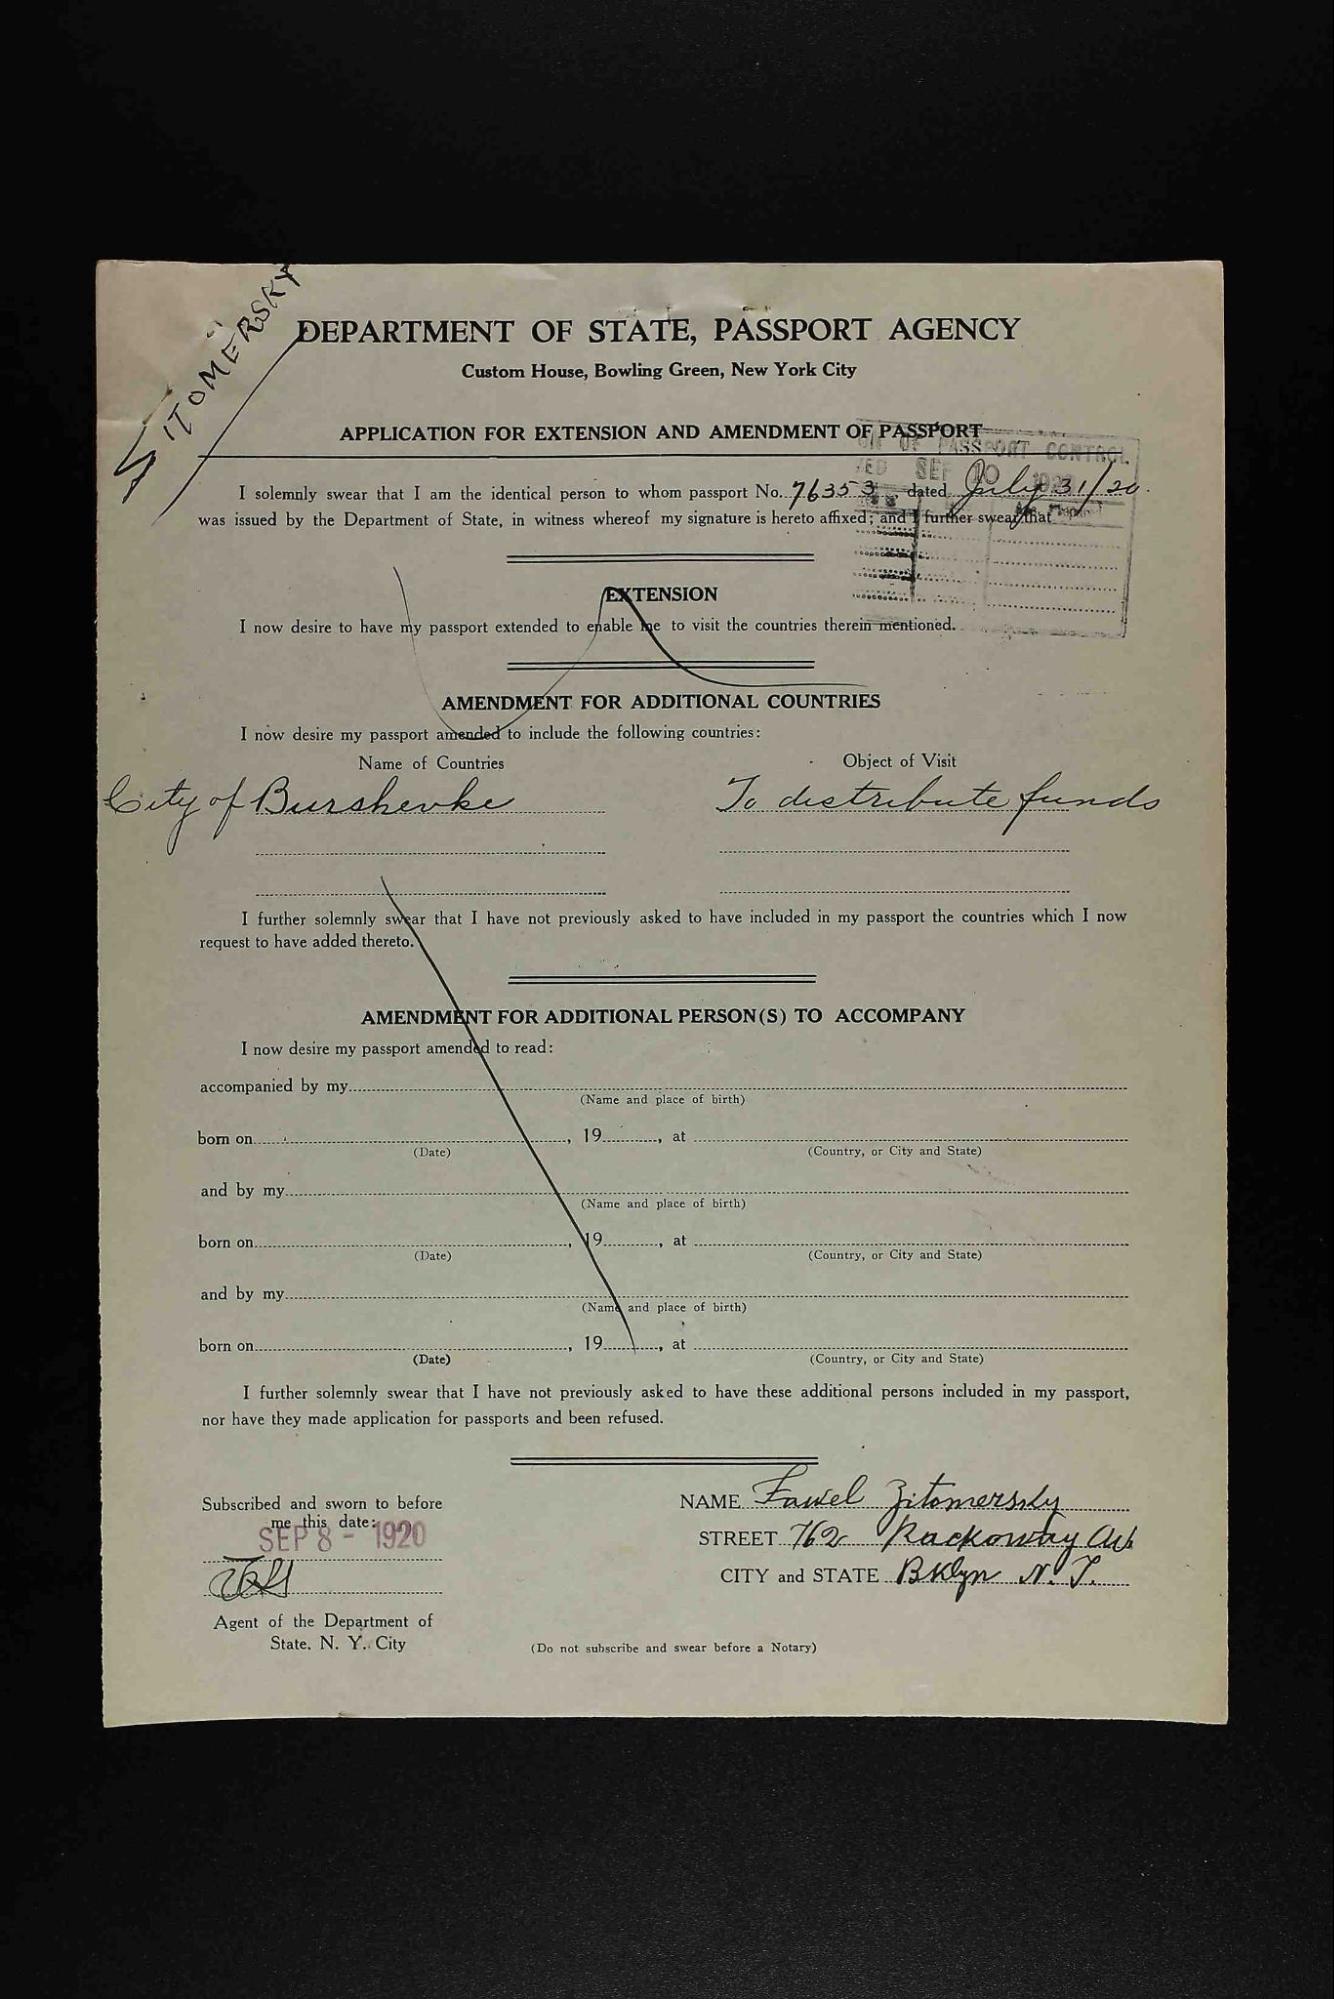 ZITOMERSKY
DEPARTMENT OF STATE, PASSPORT AGENCY
Custom House, Bowling Green, New York City
APPLICATION FOR EXTENSION AND AMENDMENT OF PASSPORT
OF PASSPORT CONTROL
SEP 10 192
I solemnly swear that I am the identical person to whom passport No. 76353, dated July 31/20.
was issued by the Department of State, in witness whereof my signature is hereto affixed; and I further swear that
EXTENSION
I now desire to have my passport extended to enable me to visit the countries therein mentioned.
AMENDMENT FOR ADDITIONAL COUNTRIES
I now desire my passport amended to include the following countries:
Name of Countries Object of Visit
City of Burshevke To distribute funds
I further solemnly swear that I have not previously asked to have included in my passport the countries which I now
request to have added thereto.
AMENDMENT FOR ADDITIONAL PERSON(S) TO ACCOMPANY
I now desire my passport amended to read:
accompanied by my
(Name and place of birth)
born on , 19 , at
(Date) (Country, or City and State)
and by my
(Name and place of birth)
born on , 19 , at
(Date) (Country, or City and State)
and by my
(Name and place of birth)
born on , 19 , at
(Date) (Country, or City and State)
I further solemnly swear that I have not previously asked to have these additional persons included in my passport,
nor have they made application for passports and been refused.
Subscribed and sworn to before NAME Fawel Zitomersky
me this date: STREET 762 Rockoway Av
SEP 8 - 1920
CITY and STATE Bklyn N. Y.
Agent of the Department of
State. N. Y. City (Do not subscribe and swear before a Notary)